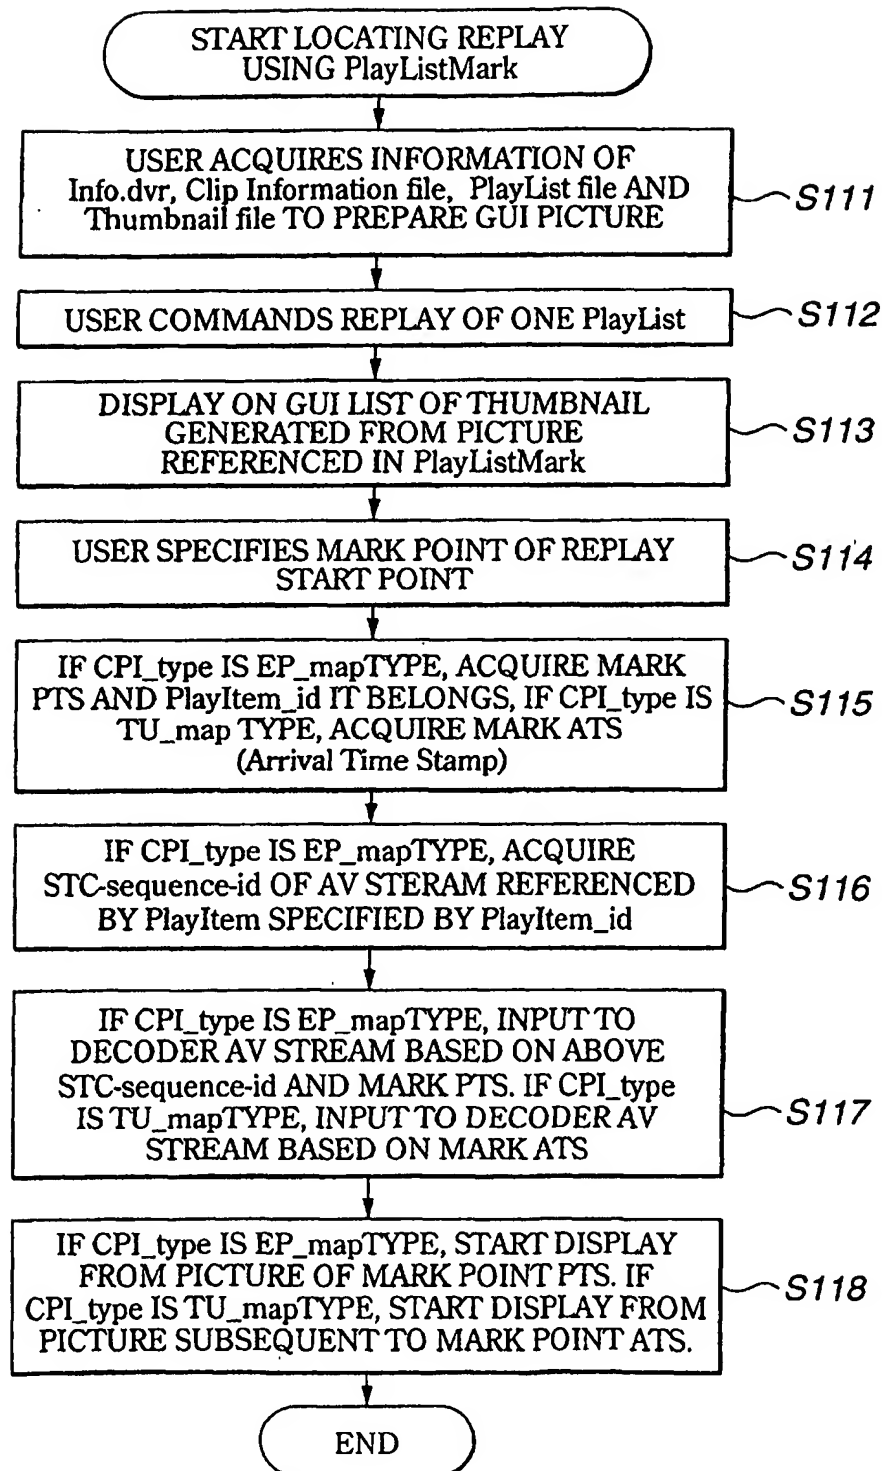 START LOCATING REPLAY
USING PlayListMark
USER ACQUIRES INFORMATION OF
Info.dvr, Clip Information file, PlayList file AND
Thumbnail file TO PREPARE GUI PICTURE
S111
USER COMMANDS REPLAY OF ONE PlayList
S112
DISPLAY ON GUI LIST OF THUMBNAIL
GENERATED FROM PICTURE
REFERENCED IN PlayListMark
S113
USER SPECIFIES MARK POINT OF REPLAY
START POINT
S114
IF CPI_type IS EP_mapTYPE, ACQUIRE MARK
PTS AND PlayItem_id IT BELONGS, IF CPI_type IS
TU_map TYPE, ACQUIRE MARK ATS
(Arrival Time Stamp)
S115
IF CPI_type IS EP_mapTYPE, ACQUIRE
STC-sequence-id OF AV STERAM REFERENCED
BY PlayItem SPECIFIED BY PlayItem_id
S116
IF CPI_type IS EP_mapTYPE, INPUT TO
DECODER AV STREAM BASED ON ABOVE
STC-sequence-id AND MARK PTS. IF CPI_type
IS TU_mapTYPE, INPUT TO DECODER AV
STREAM BASED ON MARK ATS
S117
IF CPI_type IS EP_mapTYPE, START DISPLAY
FROM PICTURE OF MARK POINT PTS. IF
CPI_type IS TU_mapTYPE, START DISPLAY FROM
PICTURE SUBSEQUENT TO MARK POINT ATS.
S118
END